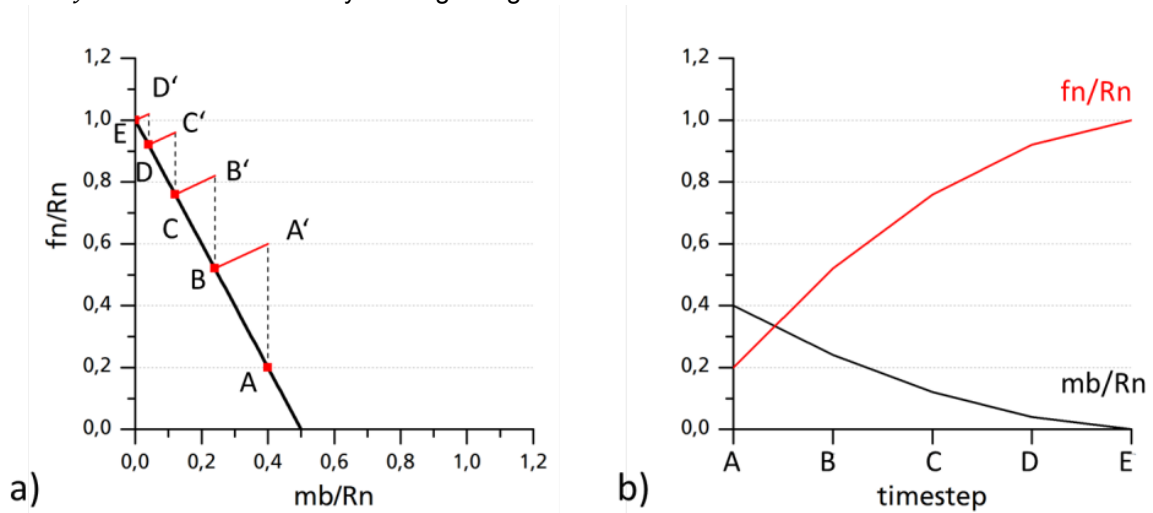 1,2
D‘
1,0
C‘
E
D
B‘
0,8
C
A‘
0,6
B
0,4
A
0,2
0,0
fn/Rn
0,0 0,2 0,4 0,6 0,8 1,0 1,2
mb/Rn
a)
1,2
fn/Rn
1,0
0,8
0,6
0,4
mb/Rn
0,2
0,0
A B C D E
timestep
b)